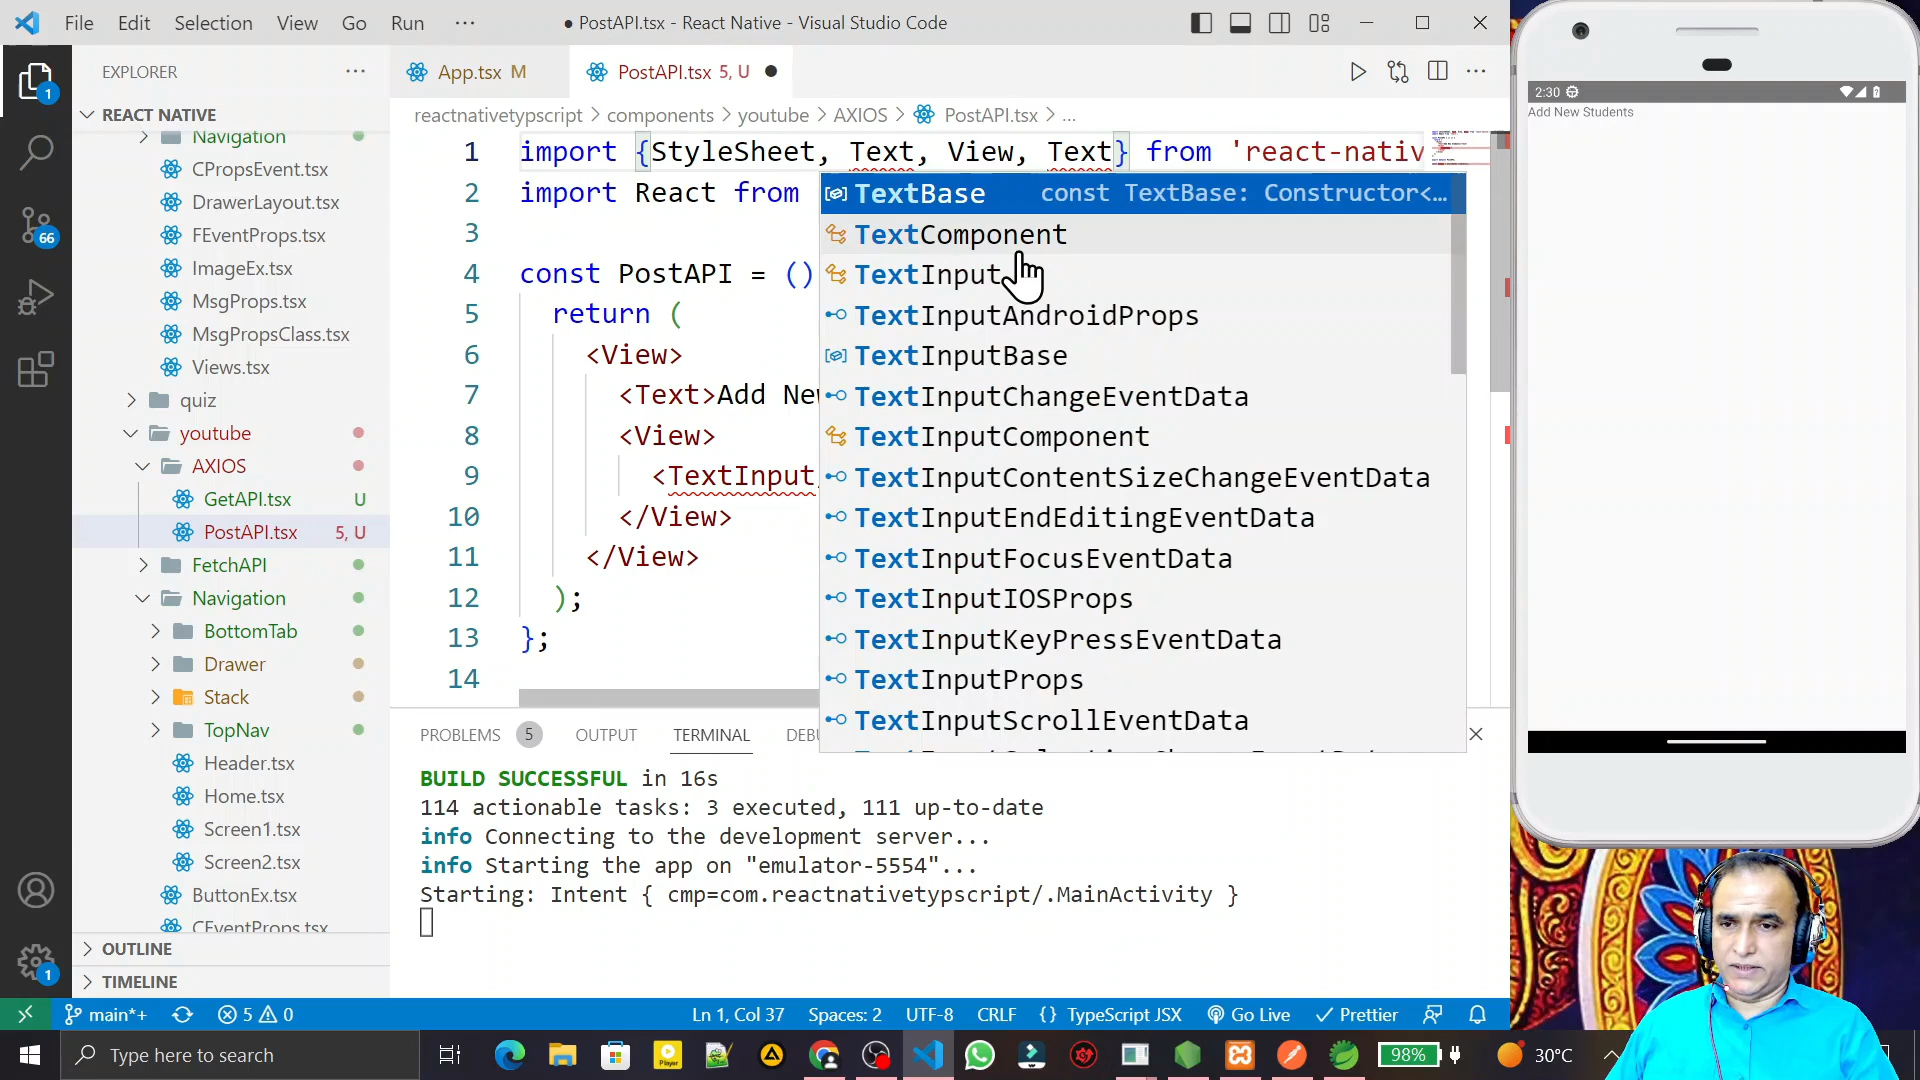 File Edit Selection View Go Run ··· ● PostAPI.tsx - React Native - Visual Studio Code
EXPLORER ···
App.tsx M
PostAPI.tsx 5, U ●
reactnativetypscript > components > youtube > AXIOS > PostAPI.tsx > ...
REACT NATIVE
Navigation
CPropsEvent.tsx
DrawerLayout.tsx
FEventProps.tsx
ImageEx.tsx
MsgProps.tsx
MsgPropsClass.tsx
Views.tsx
quiz
youtube
AXIOS
GetAPI.tsx U
PostAPI.tsx 5, U
FetchAPI
Navigation
BottomTab
Drawer
Stack
TopNav
Header.tsx
Home.tsx
Screen1.tsx
Screen2.tsx
ButtonEx.tsx
CEventProps.tsx
OUTLINE
TIMELINE
1
66
1
1 import {StyleSheet, Text, View, Text} from 'react-nativ
2 import React from
3
4 const PostAPI = ()
5 return (
6 <View>
7 <Text>Add New
8 <View>
9 <TextInput
10 </View>
11 </View>
12 );
13 };
14
TextBase const TextBase: Constructor<...
TextComponent
TextInput
TextInputAndroidProps
TextInputBase
TextInputChangeEventData
TextInputComponent
TextInputContentSizeChangeEventData
TextInputEndEditingEventData
TextInputFocusEventData
TextInputIOSProps
TextInputKeyPressEventData
TextInputProps
TextInputScrollEventData
PROBLEMS 5 OUTPUT TERMINAL DEBU
BUILD SUCCESSFUL in 16s
114 actionable tasks: 3 executed, 111 up-to-date
info Connecting to the development server...
info Starting the app on "emulator-5554"...
Starting: Intent { cmp=com.reactnativetypscript/.MainActivity }
main*+ 5 0 Ln 1, Col 37 Spaces: 2 UTF-8 CRLF {} TypeScript JSX Go Live Prettier
Type here to search
Player
98%
30°C
2:30
Add New Students